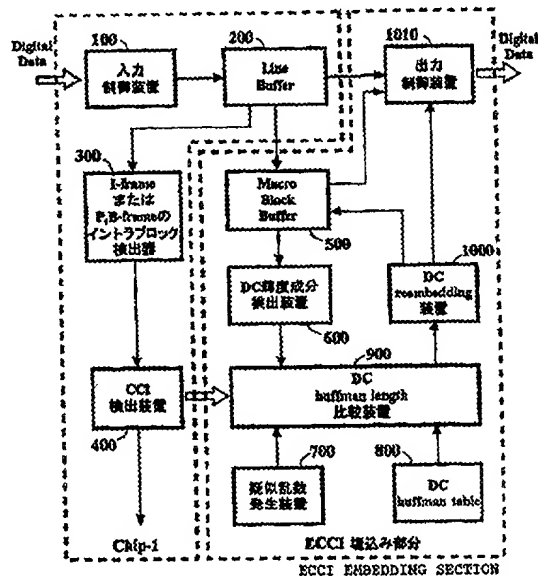 Digital
Data
100
入力
制御装置
200
Line
Buffer
1010
出力
制御装置
Digital
Data
300
I-frame
または
P,B-frameの
イントラブロック
検出器
Macro
Block
Buffer
500
DC輝度成分
検出装置
600
1000
DC
reembedding
装置
CCI
検出装置
400
900
DC
huffman length
比較装置
700
疑似乱数
発生装置
800
DC
huffman table
Chip-1
ECCI 埋込み部分
ECCI EMBEDDING SECTION